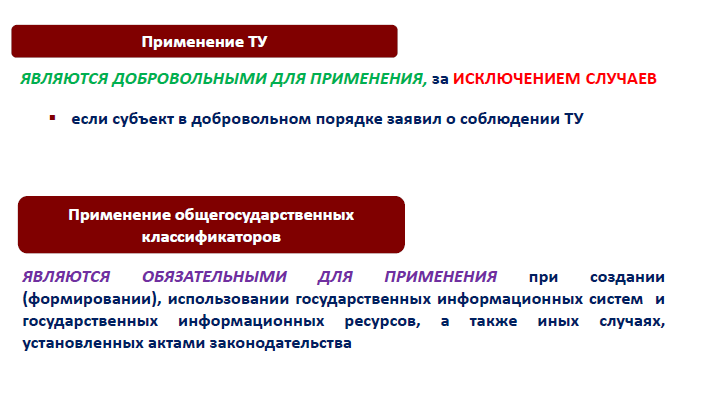 Применение ТУ
ЯВЛЯЮТСЯ ДОБРОВОЛЬНЫМИ ДЛЯ ПРИМЕНЕНИЯ, за ИСКЛЮЧЕНИЕМ СЛУЧАЕВ
▪ если субъект в добровольном порядке заявил о соблюдении ТУ
Применение общегосударственных
классификаторов
ЯВЛЯЮТСЯ ОБЯЗАТЕЛЬНЫМИ ДЛЯ ПРИМЕНЕНИЯ при создании
(формировании), использовании государственных информационных систем и
государственных информационных ресурсов, а также иных случаях,
установленных актами законодательства